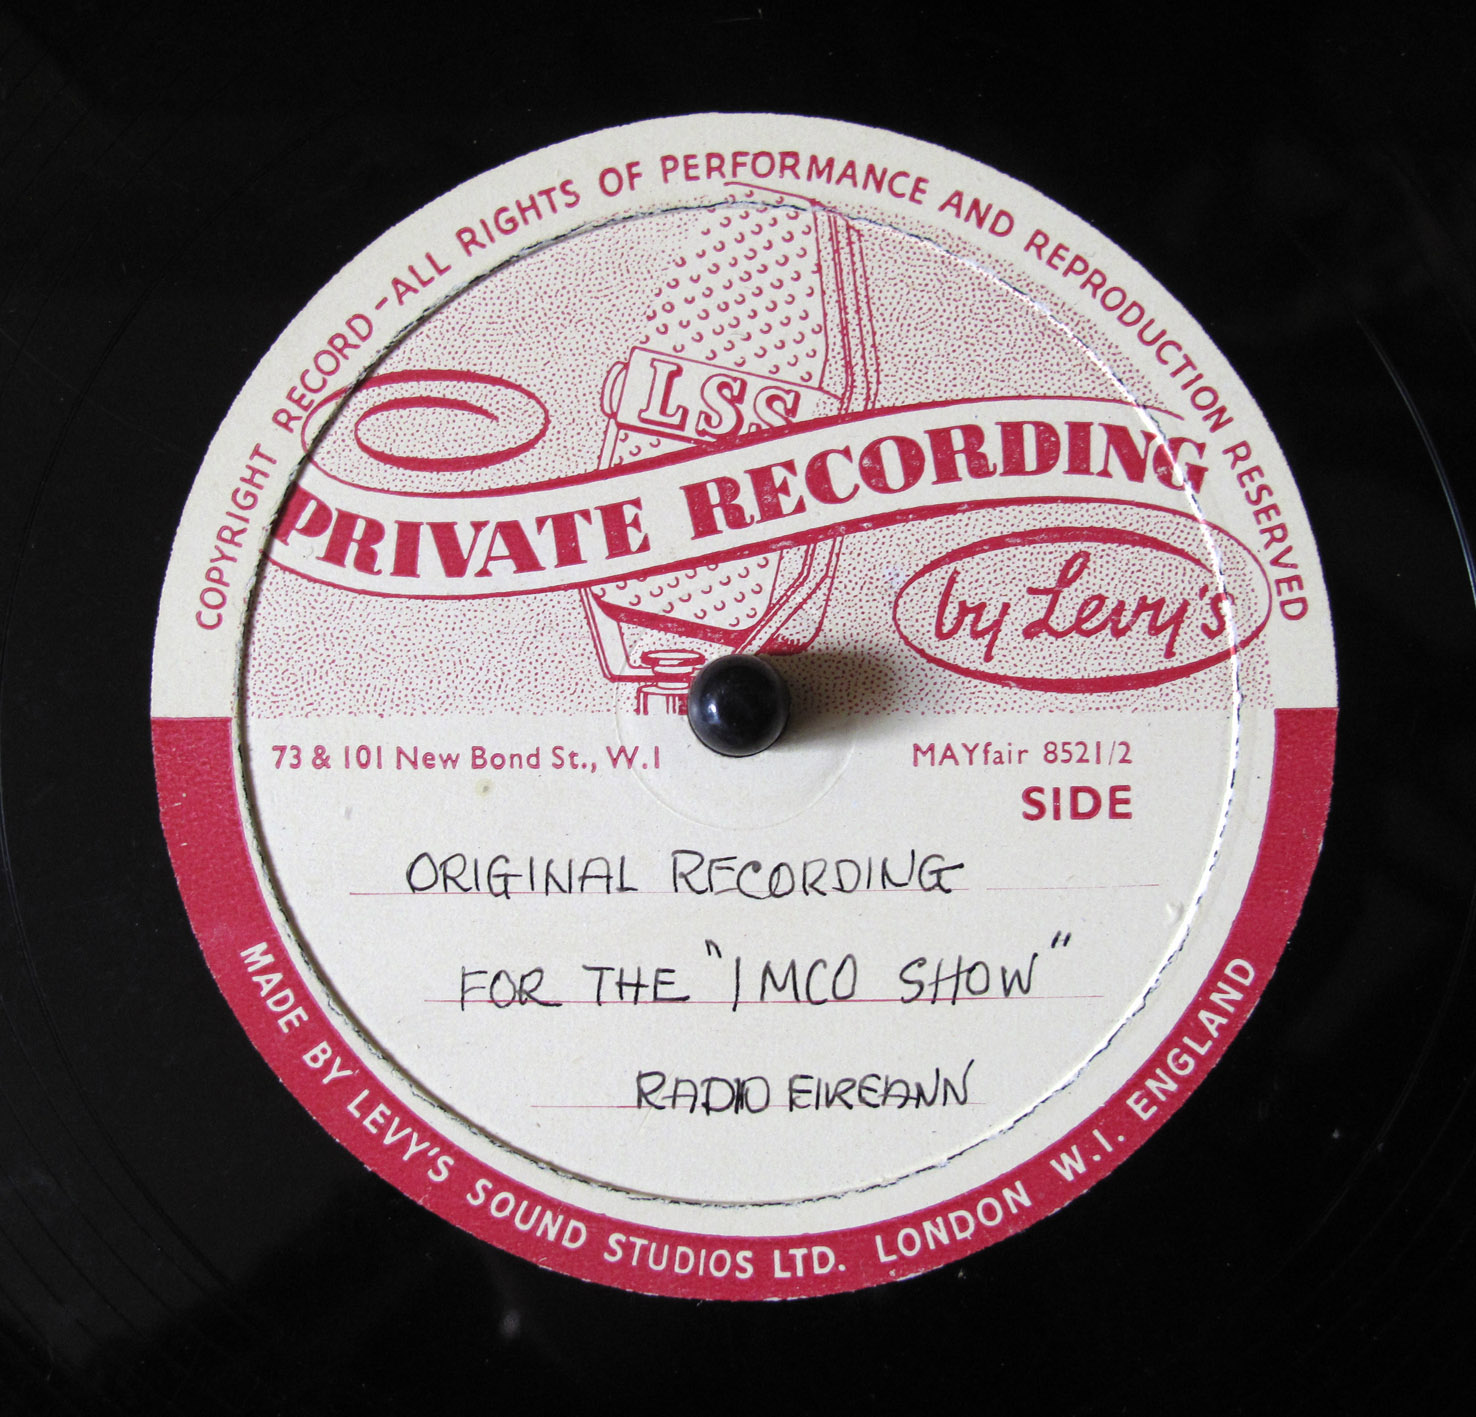 COPYRIGHT RECORD-ALL RIGHTS OF PERFORMANCE AND REPRODUCTION RESERVED
LSS
PRIVATE RECORDING
by Levy's
73 & 101 New Bond St., W.1
MAYfair 8521/2
SIDE
ORIGINAL RECORDING
FOR THE "IMCO SHOW"
RADIO EIREANN
MADE BY LEVY'S SOUND STUDIOS LTD. LONDON W.I. ENGLAND